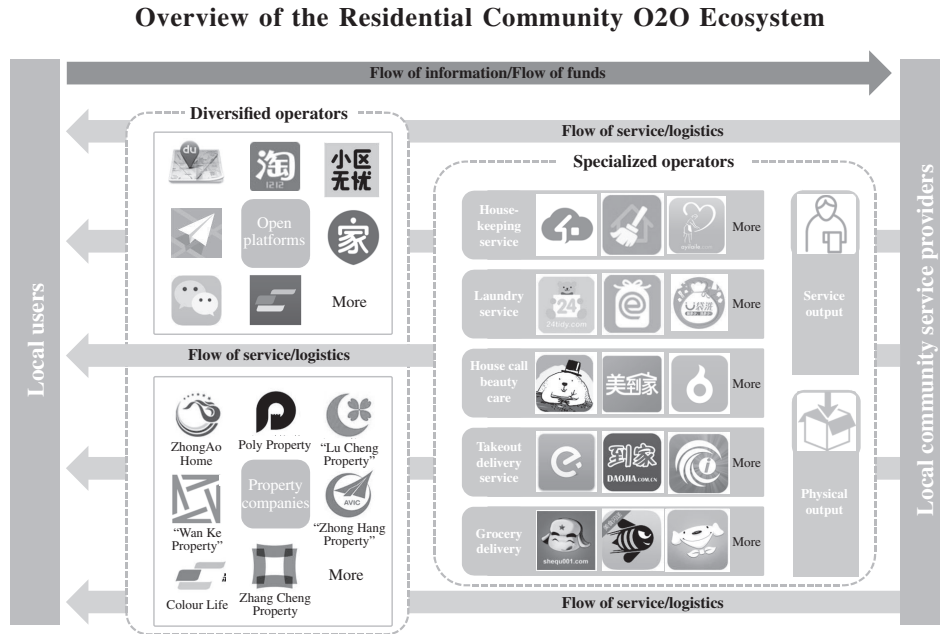 Overview of the Residential Community O2O Ecosystem
Flow of information/Flow of funds
Local users
Local community service providers
Diversified operators
Flow of service/logistics
du
淘
1212
小区
无忧
Open
platforms
家
More
Flow of service/logistics
ZhongAo
Home
Poly Property
“Lu Cheng
Property”
“Wan Ke
Property”
Property
companies
AVIC
“Zhong Hang
Property”
Colour Life
Zhang Cheng
Property
More
Specialized operators
House-
keeping
service
More
Laundry
service
24
24tidy.com
e
More
House call
beauty
care
美到家
More
Takeout
delivery
service
到家
DAOJIA.COM.CN
i
More
Grocery
delivery
shequ001.com
More
Service
output
Physical
output
Flow of service/logistics